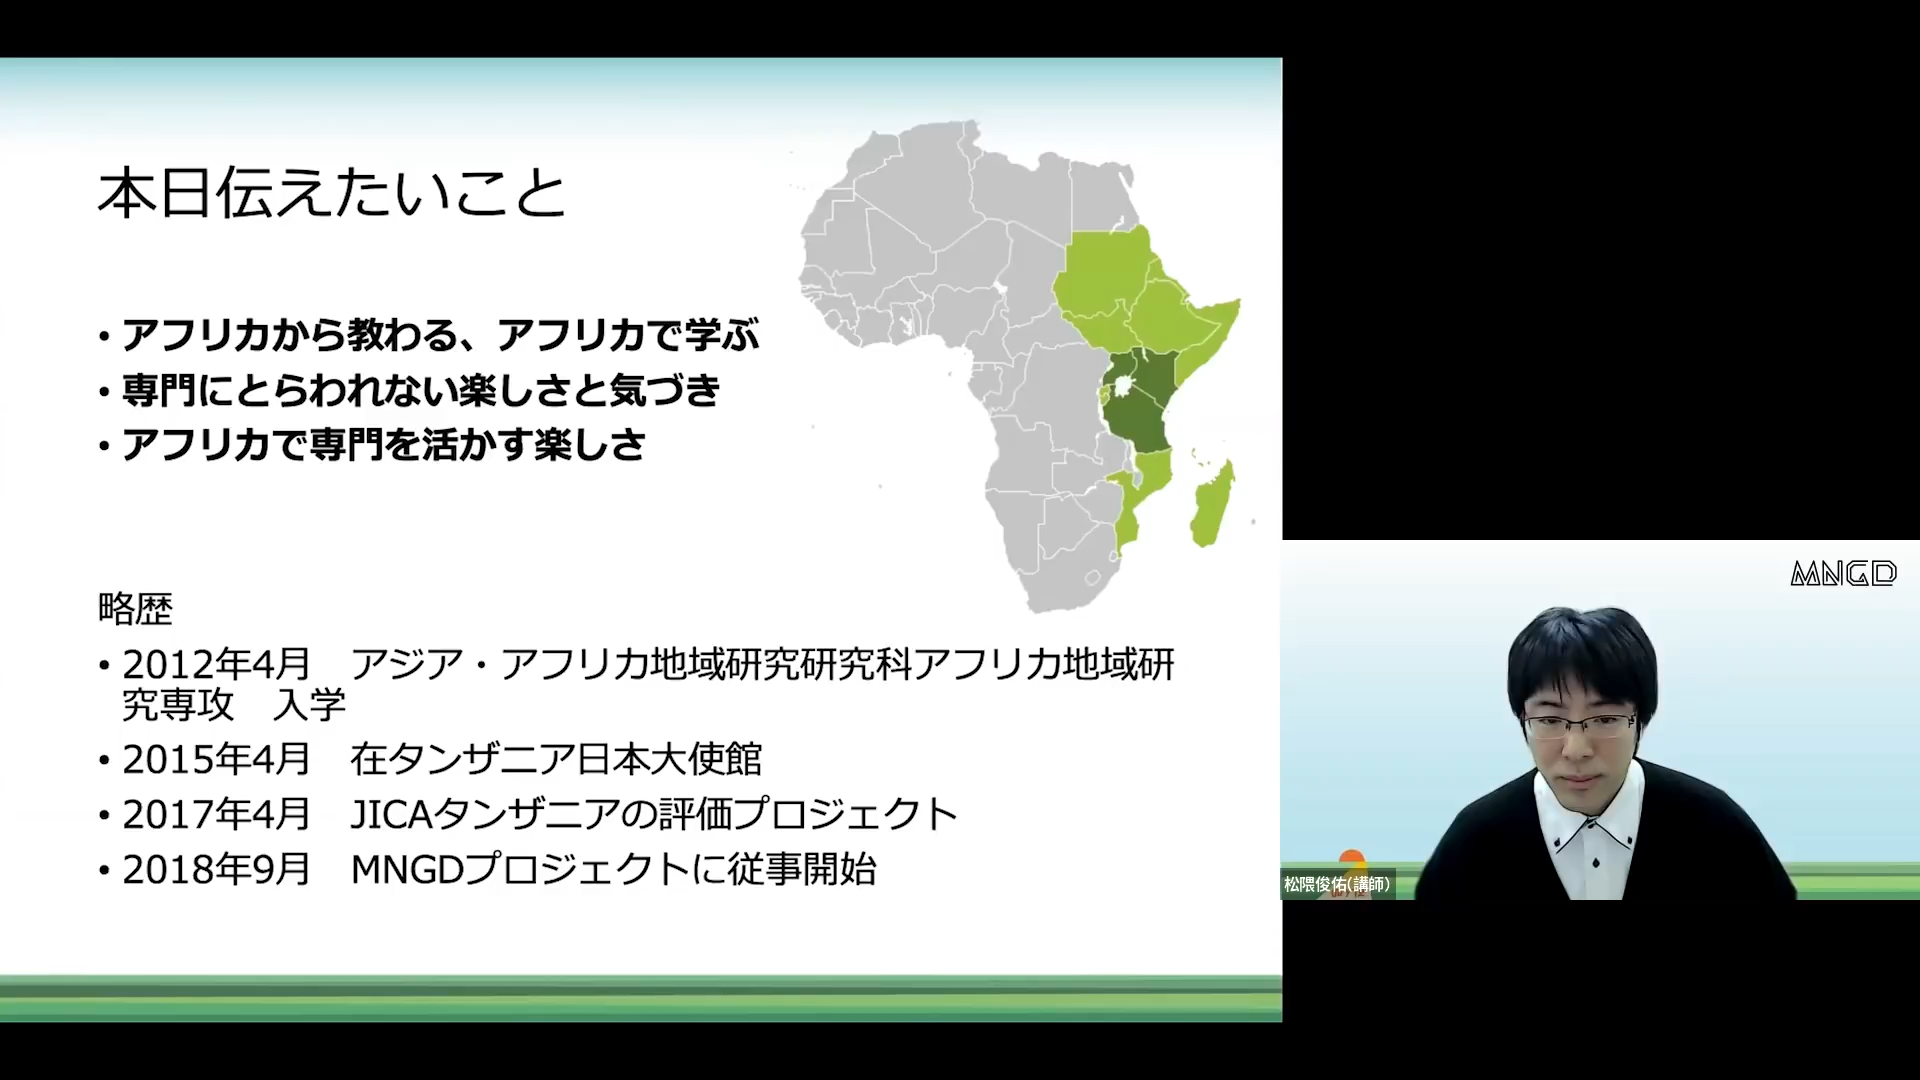 本日伝えたいこと
• アフリカから教わる、アフリカで学ぶ
• 専門にとらわれない楽しさと気づき
• アフリカで専門を活かす楽しさ
略歴
• 2012年4月　アジア・アフリカ地域研究研究科アフリカ地域研
究専攻　入学
• 2015年4月　在タンザニア日本大使館
• 2017年4月　JICAタンザニアの評価プロジェクト
• 2018年9月　MNGDプロジェクトに従事開始
MNGD
松隈俊佑(講師)